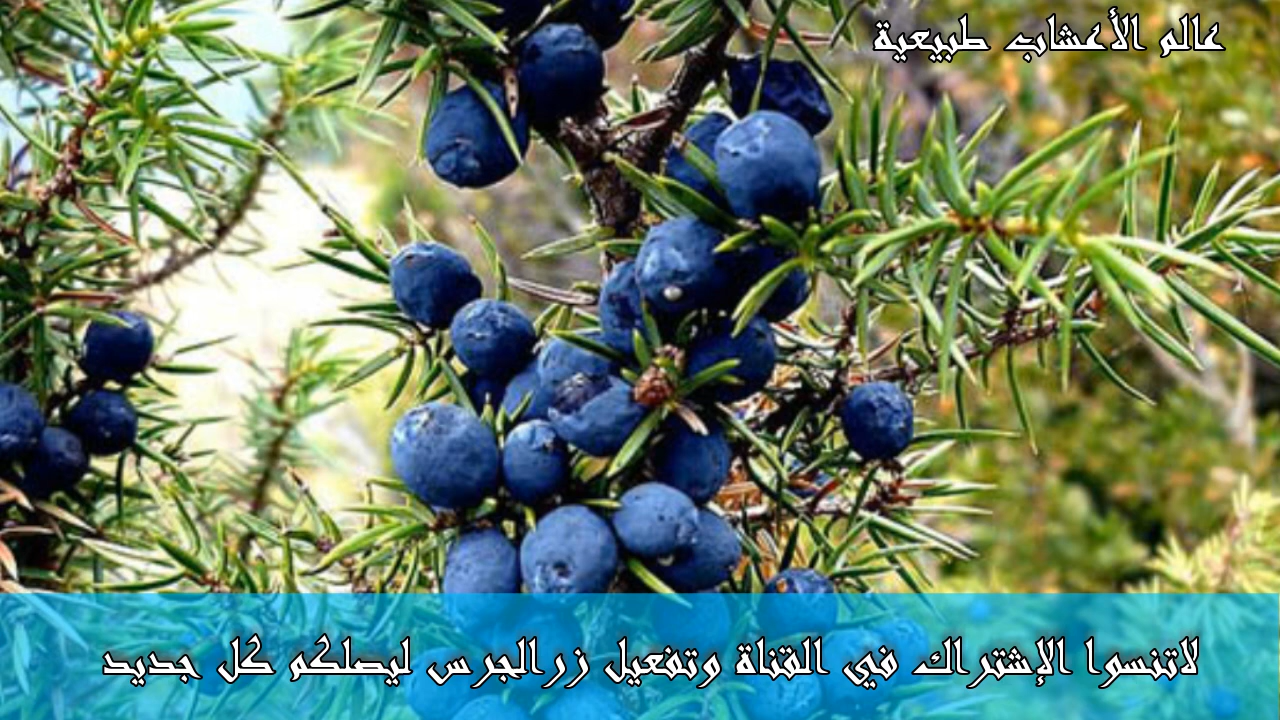 عالم الأعشاب طبيعية
لاتنسوا الإشتراك في القناة وتفعيل زرالجرس ليصلكم كل جديد